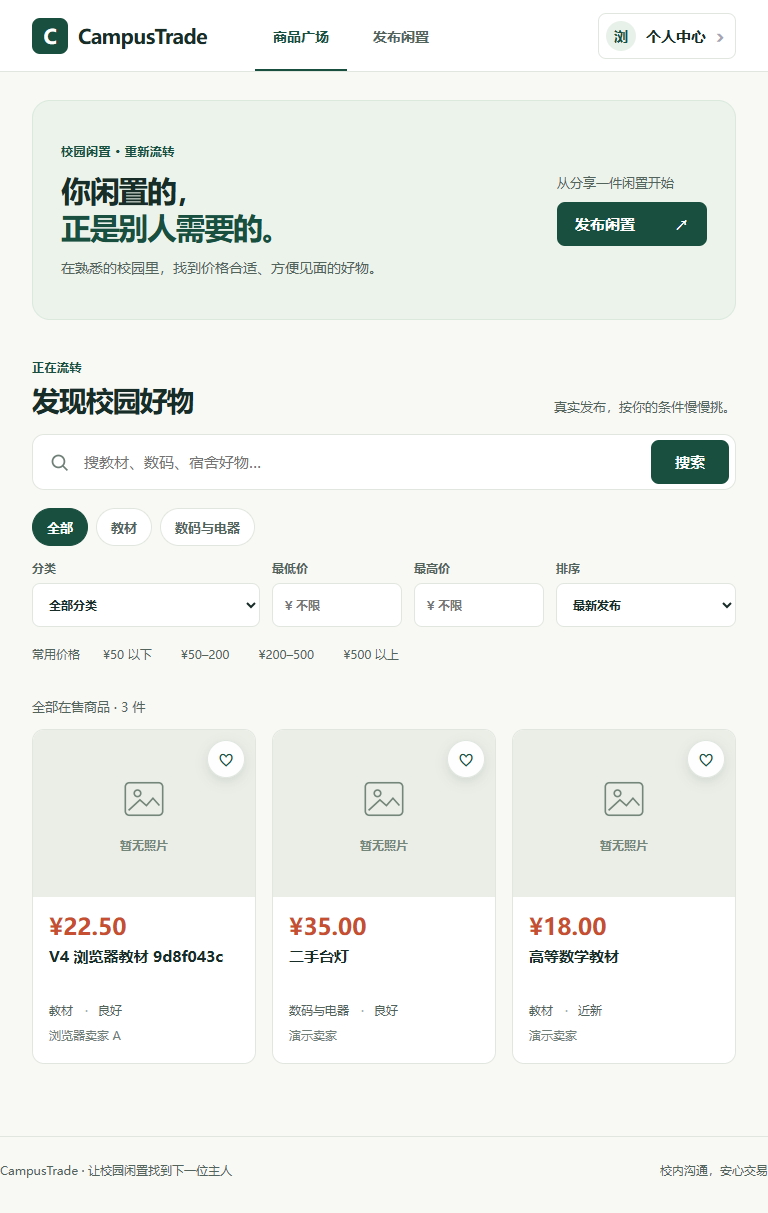 C CampusTrade 商品广场 发布闲置 浏 个人中心 ›
校园闲置 · 重新流转
你闲置的，
正是别人需要的。
在熟悉的校园里，找到价格合适、方便见面的好物。
从分享一件闲置开始
发布闲置 ↗
正在流转
发现校园好物
真实发布，按你的条件慢慢挑。
搜教材、数码、宿舍好物... 搜索
全部 教材 数码与电器
分类 最低价 最高价 排序
全部分类 ¥ 不限 ¥ 不限 最新发布
常用价格 ¥50 以下 ¥50–200 ¥200–500 ¥500 以上
全部在售商品 · 3 件
暂无照片
¥22.50
V4 浏览器教材 9d8f043c
教材 · 良好
浏览器卖家 A
暂无照片
¥35.00
二手台灯
数码与电器 · 良好
演示卖家
暂无照片
¥18.00
高等数学教材
教材 · 近新
演示卖家
CampusTrade · 让校园闲置找到下一位主人 校内沟通，安心交易